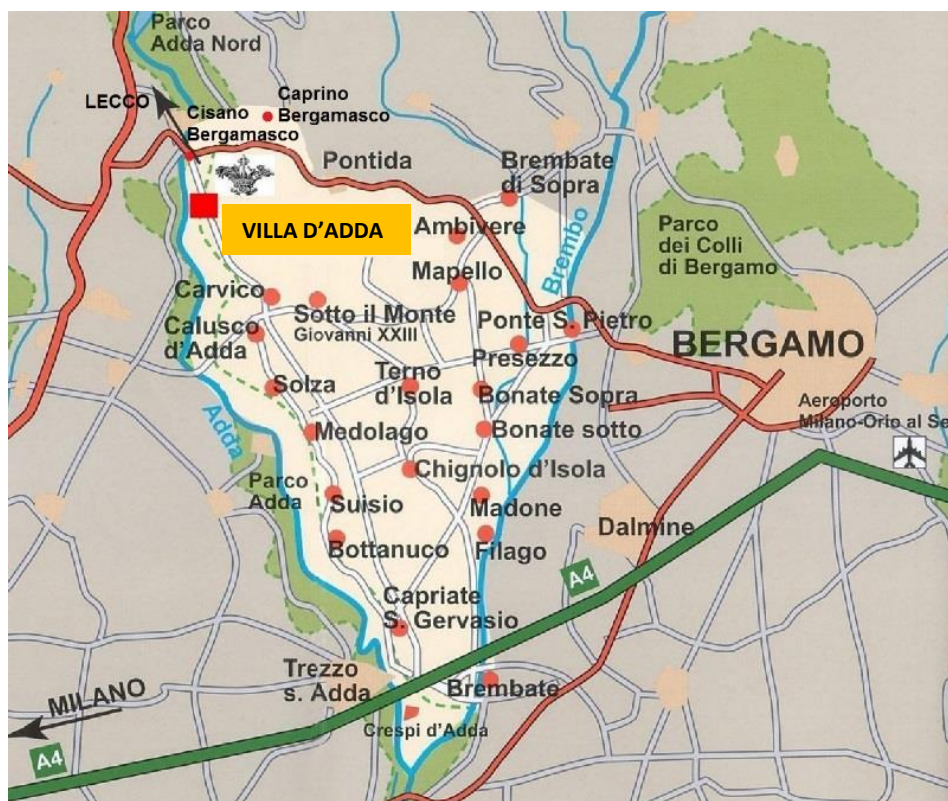 Parco
Adda Nord
LECCO
Caprino
Bergamasco
Cisano
Bergamasco
Pontida
Brembate
di Sopra
VILLA D'ADDA
Ambivere
Brembo
Parco
dei Colli
di Bergamo
Mapello
Carvico
Sotto il Monte
Giovanni XXIII
Ponte S. Pietro
Calusco
d'Adda
Presezzo
BERGAMO
Solza
Terno
d'Isola
Bonate Sopra
Aeroporto
Milano-Orio al Se
Adda
Medolago
Bonate sotto
Chignolo d'Isola
Parco
Adda
Suisio
Madone
Dalmine
Bottanuco
Filago
A4
Capriate
S. Gervasio
Trezzo
s. Adda
Brembate
MILANO
Crespi d'Adda
A4